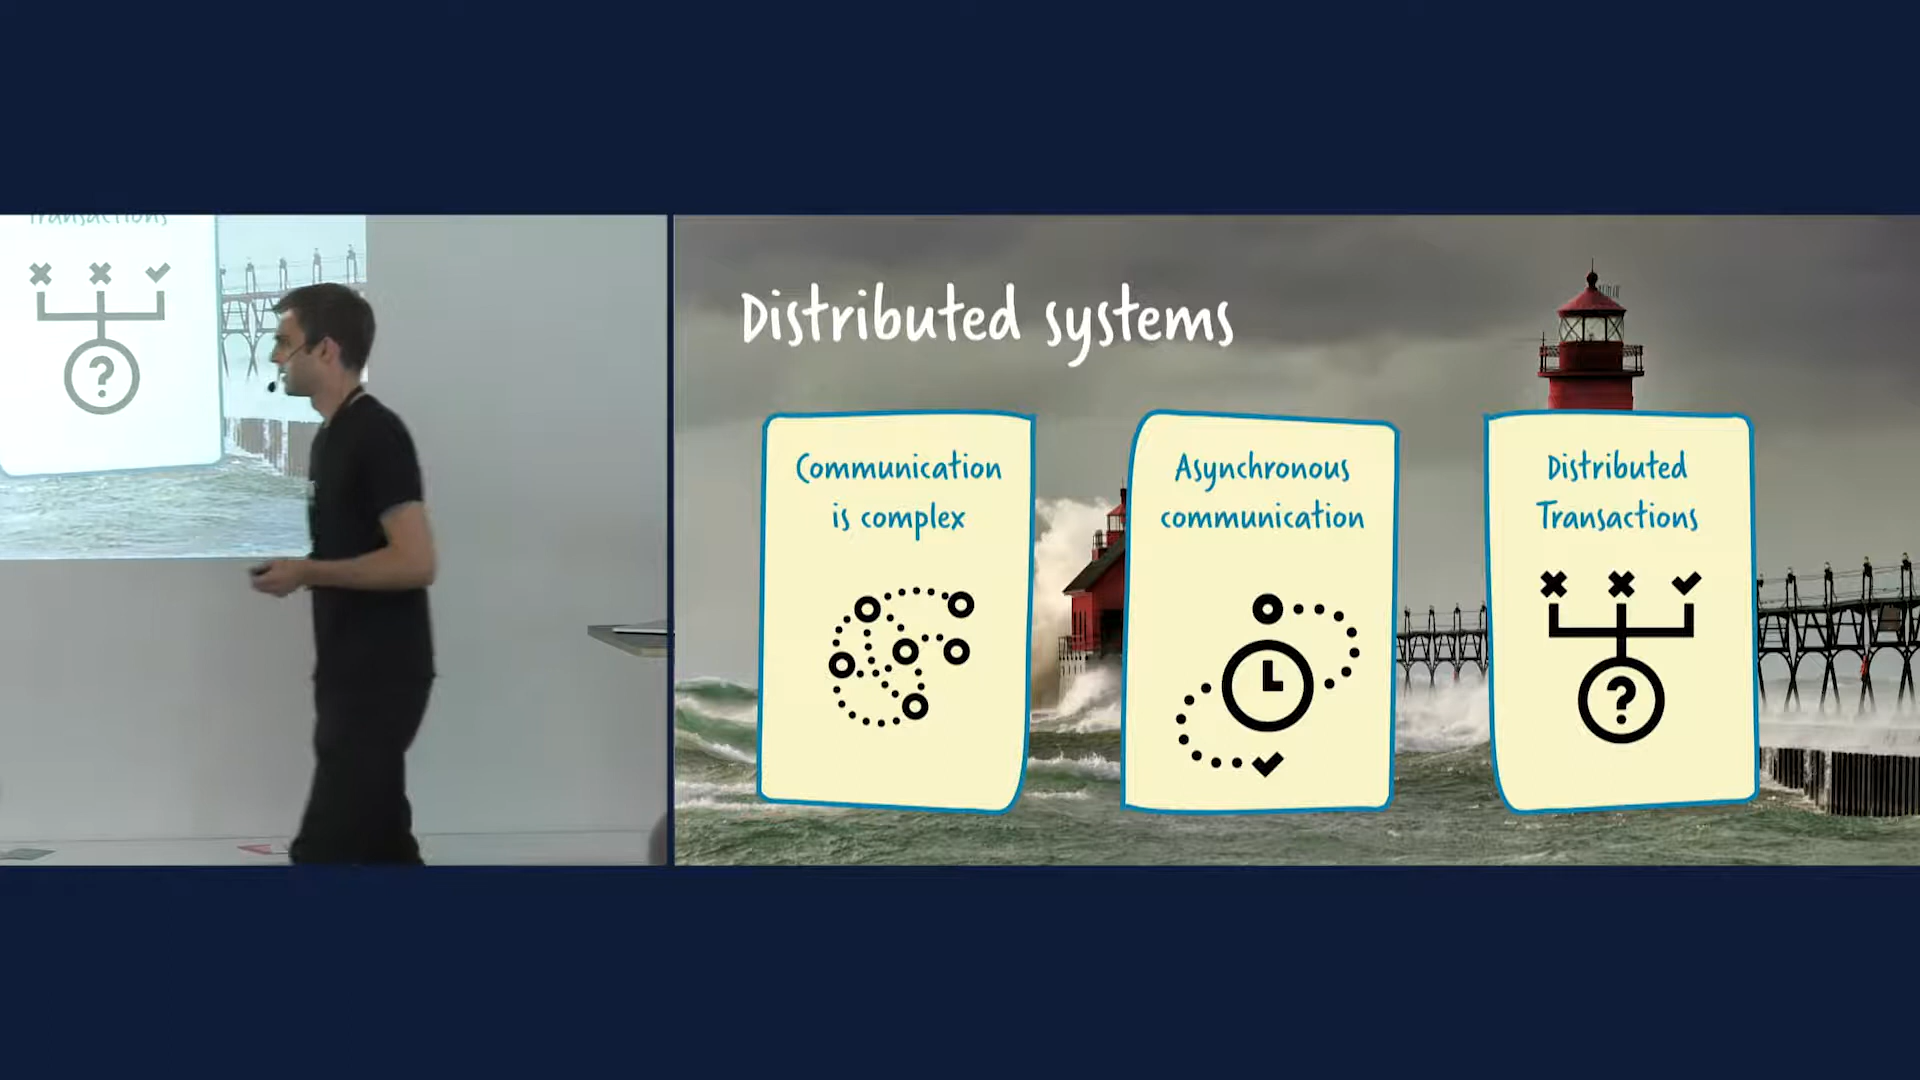 Transactions
?
Distributed systems
Communication
is complex
Asynchronous
communication
Distributed
Transactions
?